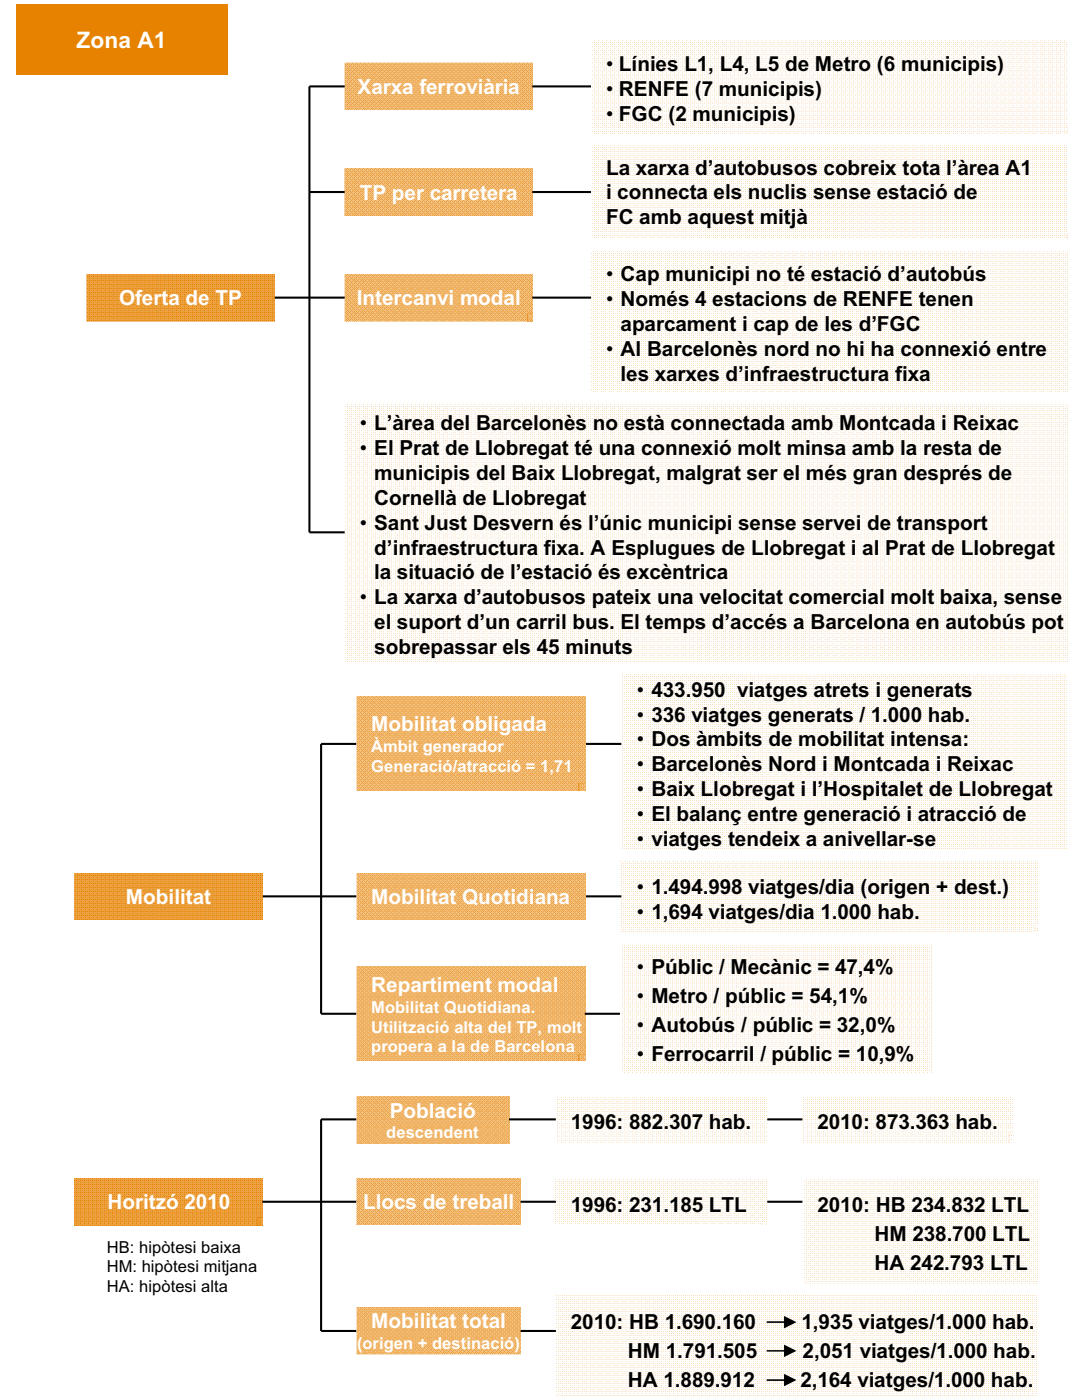 Zona A1
Xarxa ferroviària
• Línies L1, L4, L5 de Metro (6 municipis)
• RENFE (7 municipis)
• FGC (2 municipis)
TP per carretera
La xarxa d’autobusos cobreix tota l’àrea A1
i connecta els nuclis sense estació de
FC amb aquest mitjà
Oferta de TP
Intercanvi modal
• Cap municipi no té estació d’autobús
• Només 4 estacions de RENFE tenen
aparcament i cap de les d’FGC
• Al Barcelonès nord no hi ha connexió entre
les xarxes d’infraestructura fixa
• L’àrea del Barcelonès no està connectada amb Montcada i Reixac
• El Prat de Llobregat té una connexió molt minsa amb la resta de
municipis del Baix Llobregat, malgrat ser el més gran després de
Cornellà de Llobregat
• Sant Just Desvern és l’únic municipi sense servei de transport
d’infraestructura fixa. A Esplugues de Llobregat i al Prat de Llobregat
la situació de l’estació és excèntrica
• La xarxa d’autobusos pateix una velocitat comercial molt baixa, sense
el suport d’un carril bus. El temps d’accés a Barcelona en autobús pot
sobrepassar els 45 minuts
Mobilitat obligada
Àmbit generador
Generació/atracció = 1,71
• 433.950 viatges atrets i generats
• 336 viatges generats / 1.000 hab.
• Dos àmbits de mobilitat intensa:
• Barcelonès Nord i Montcada i Reixac
• Baix Llobregat i l’Hospitalet de Llobregat
• El balanç entre generació i atracció de
• viatges tendeix a anivellar-se
Mobilitat
Mobilitat Quotidiana
• 1.494.998 viatges/dia (origen + dest.)
• 1,694 viatges/dia 1.000 hab.
Repartiment modal
Mobilitat Quotidiana.
Utilització alta del TP, molt
propera a la de Barcelona
• Públic / Mecànic = 47,4%
• Metro / públic = 54,1%
• Autobús / públic = 32,0%
• Ferrocarril / públic = 10,9%
Població
descendent
1996: 882.307 hab.
2010: 873.363 hab.
Horitzó 2010
HB: hipòtesi baixa
HM: hipòtesi mitjana
HA: hipòtesi alta
Llocs de treball
1996: 231.185 LTL
2010: HB 234.832 LTL
HM 238.700 LTL
HA 242.793 LTL
Mobilitat total
(origen + destinació)
2010: HB 1.690.160 → 1,935 viatges/1.000 hab.
HM 1.791.505 → 2,051 viatges/1.000 hab.
HA 1.889.912 → 2,164 viatges/1.000 hab.